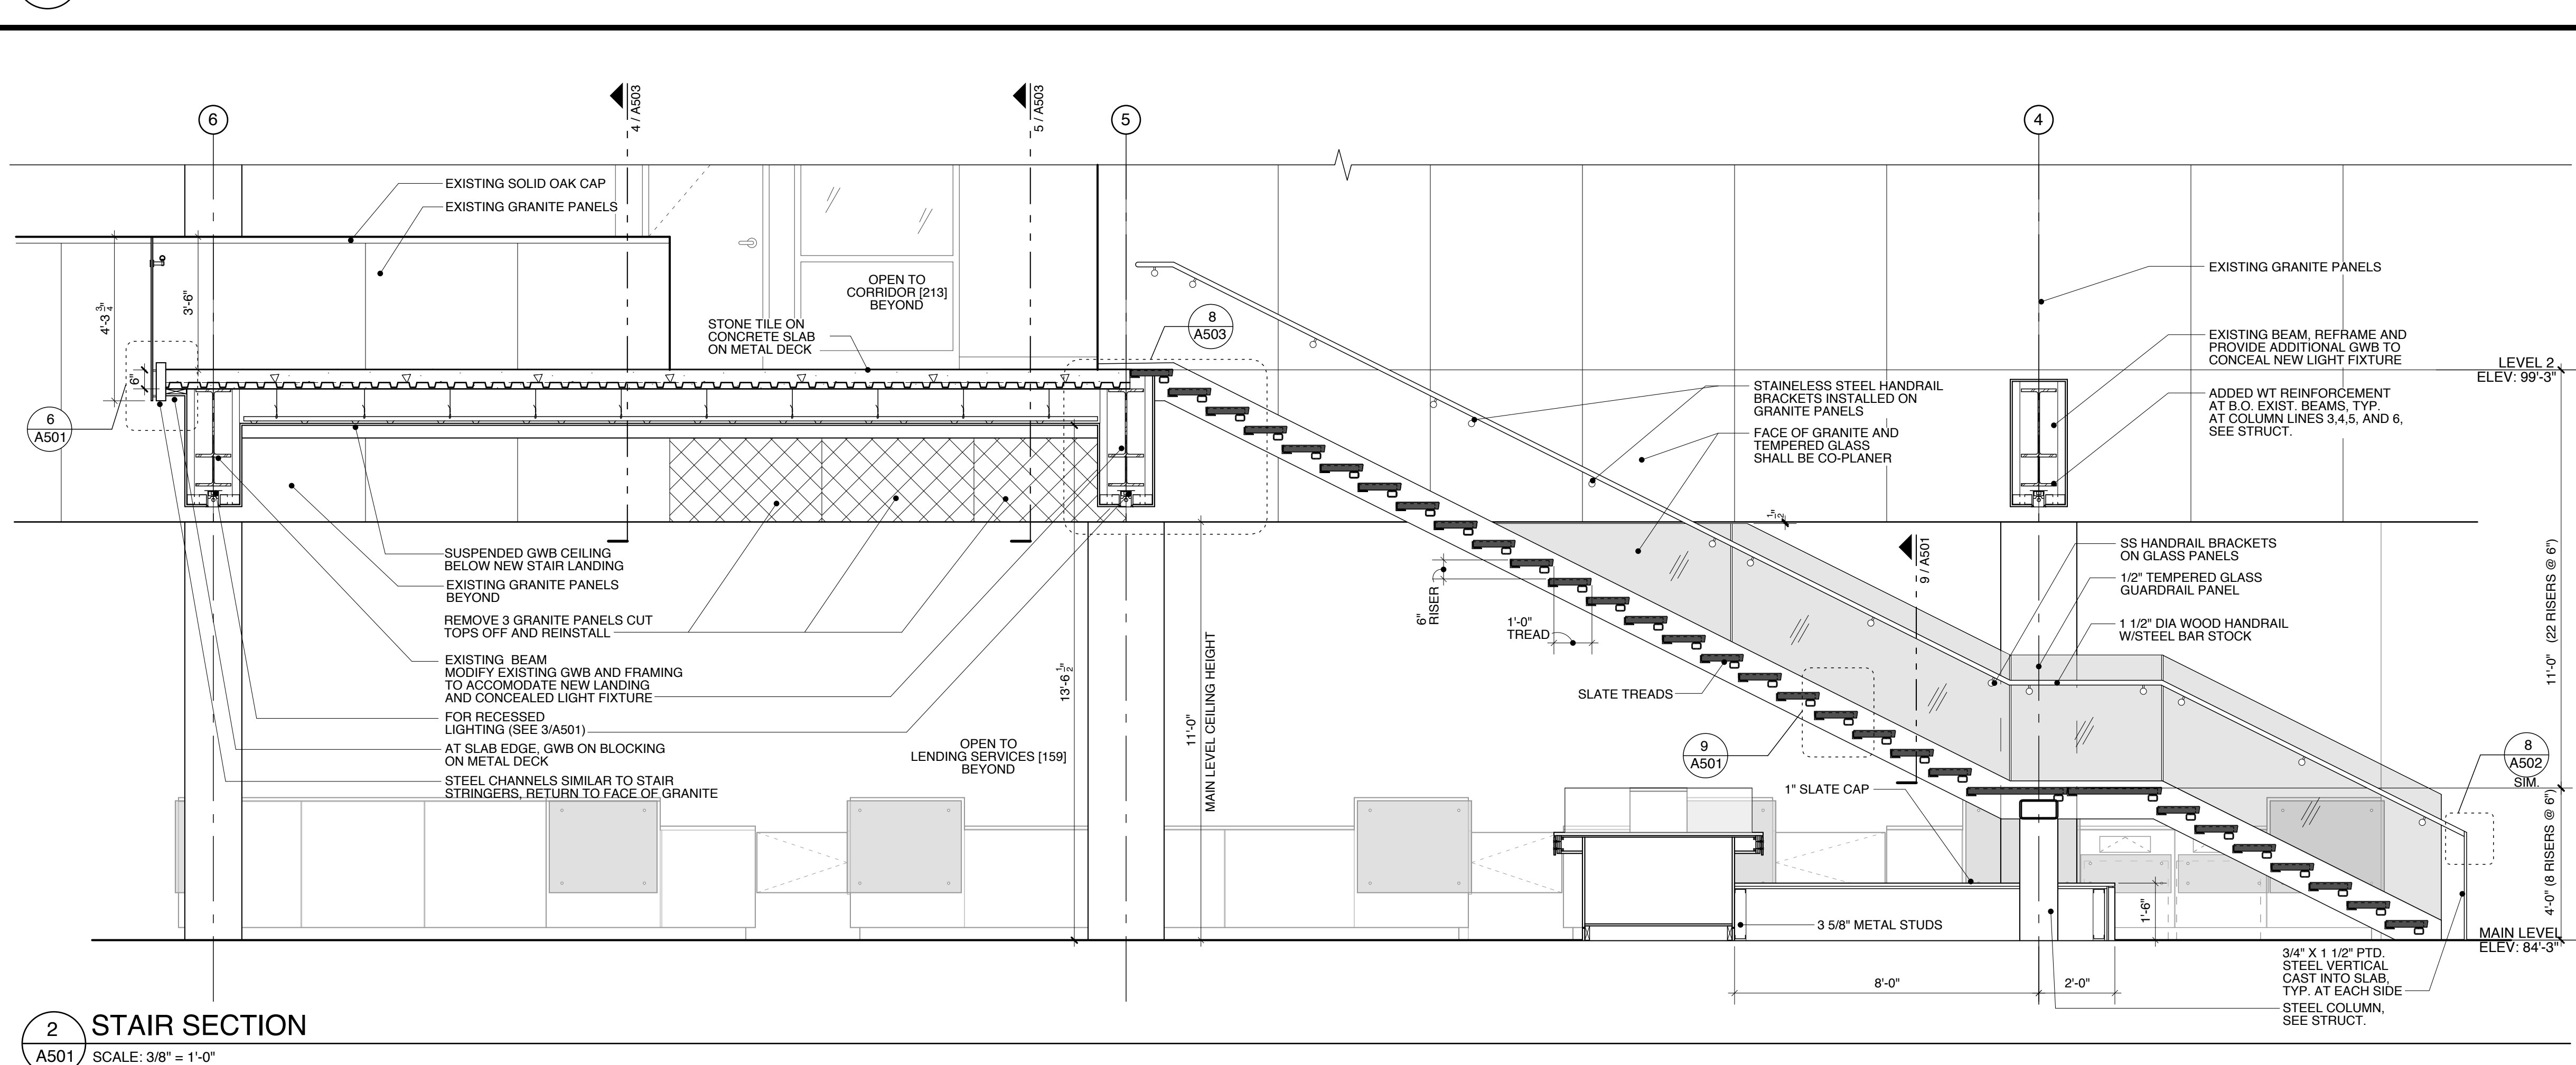 4 / A503
5 / A503
6
5
4
EXISTING SOLID OAK CAP
EXISTING GRANITE PANELS
4'-3 3/4"
3'-6"
6"
6
A501
OPEN TO
CORRIDOR [213]
BEYOND
STONE TILE ON
CONCRETE SLAB
ON METAL DECK
8
A503
EXISTING GRANITE PANELS
EXISTING BEAM, REFRAME AND
PROVIDE ADDITIONAL GWB TO
CONCEAL NEW LIGHT FIXTURE
LEVEL 2
ELEV: 99'-3"
STAINELESS STEEL HANDRAIL
BRACKETS INSTALLED ON
GRANITE PANELS
ADDED WT REINFORCEMENT
AT B.O. EXIST. BEAMS, TYP.
AT COLUMN LINES 3,4,5, AND 6,
SEE STRUCT.
FACE OF GRANITE AND
TEMPERED GLASS
SHALL BE CO-PLANER
1/2"
SUSPENDED GWB CEILING
BELOW NEW STAIR LANDING
EXISTING GRANITE PANELS
BEYOND
REMOVE 3 GRANITE PANELS CUT
TOPS OFF AND REINSTALL
EXISTING  BEAM
MODIFY EXISTING GWB AND FRAMING
TO ACCOMODATE NEW LANDING
AND CONCEALED LIGHT FIXTURE
FOR RECESSED
LIGHTING (SEE 3/A501)
AT SLAB EDGE, GWB ON BLOCKING
ON METAL DECK
STEEL CHANNELS SIMILAR TO STAIR
STRINGERS, RETURN TO FACE OF GRANITE
13'-6 1/2"
11'-0"
MAIN LEVEL CEILING HEIGHT
OPEN TO
LENDING SERVICES [159]
BEYOND
6"
RISER
1'-0"
TREAD
SLATE TREADS
9
A501
9 / A501
1" SLATE CAP
SS HANDRAIL BRACKETS
ON GLASS PANELS
1/2" TEMPERED GLASS
GUARDRAIL PANEL
1 1/2" DIA WOOD HANDRAIL
W/STEEL BAR STOCK
11'-0"   (22 RISERS @ 6")
8
A502
SIM.
4'-0" (8 RISERS @ 6")
3 5/8" METAL STUDS
1'-6"
MAIN LEVEL
ELEV: 84'-3"
8'-0"
2'-0"
3/4" X 1 1/2" PTD.
STEEL VERTICAL
CAST INTO SLAB,
TYP. AT EACH SIDE
STEEL COLUMN,
SEE STRUCT.
2
A501
STAIR SECTION
SCALE: 3/8" = 1'-0"